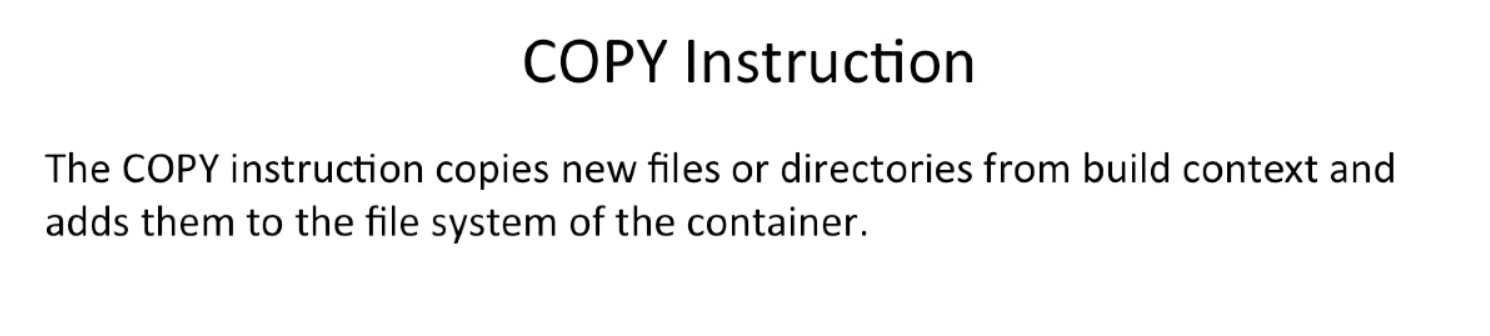 COPY Instruction
The COPY instruction copies new files or directories from build context and
adds them to the file system of the container.